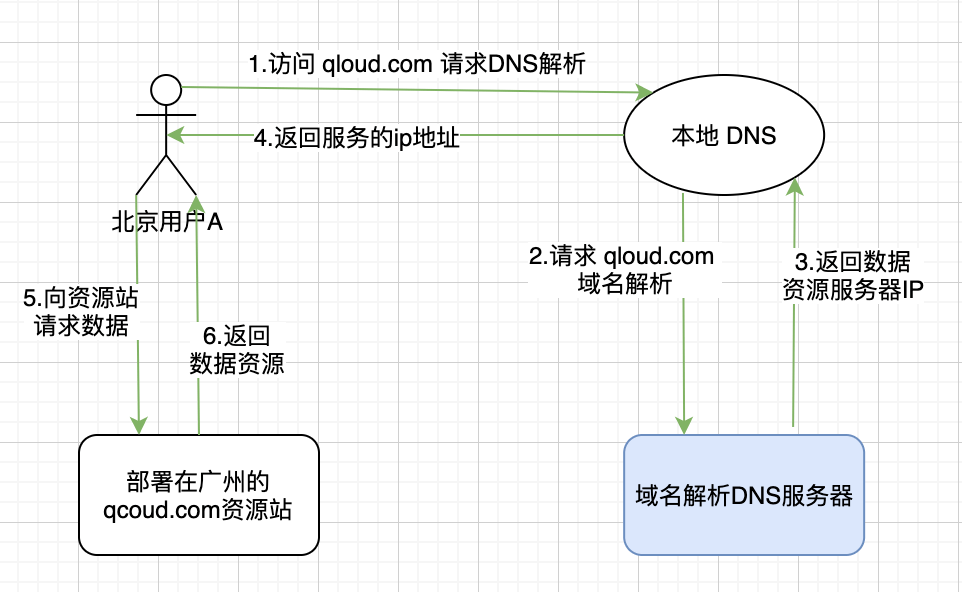 1.访问 qloud.com 请求DNS解析
4.返回服务的ip地址
本地 DNS
北京用户A
2.请求 qloud.com
域名解析
3.返回数据
资源服务器IP
5.向资源站
请求数据
6.返回
数据资源
部署在广州的
qcoud.com资源站
域名解析DNS服务器